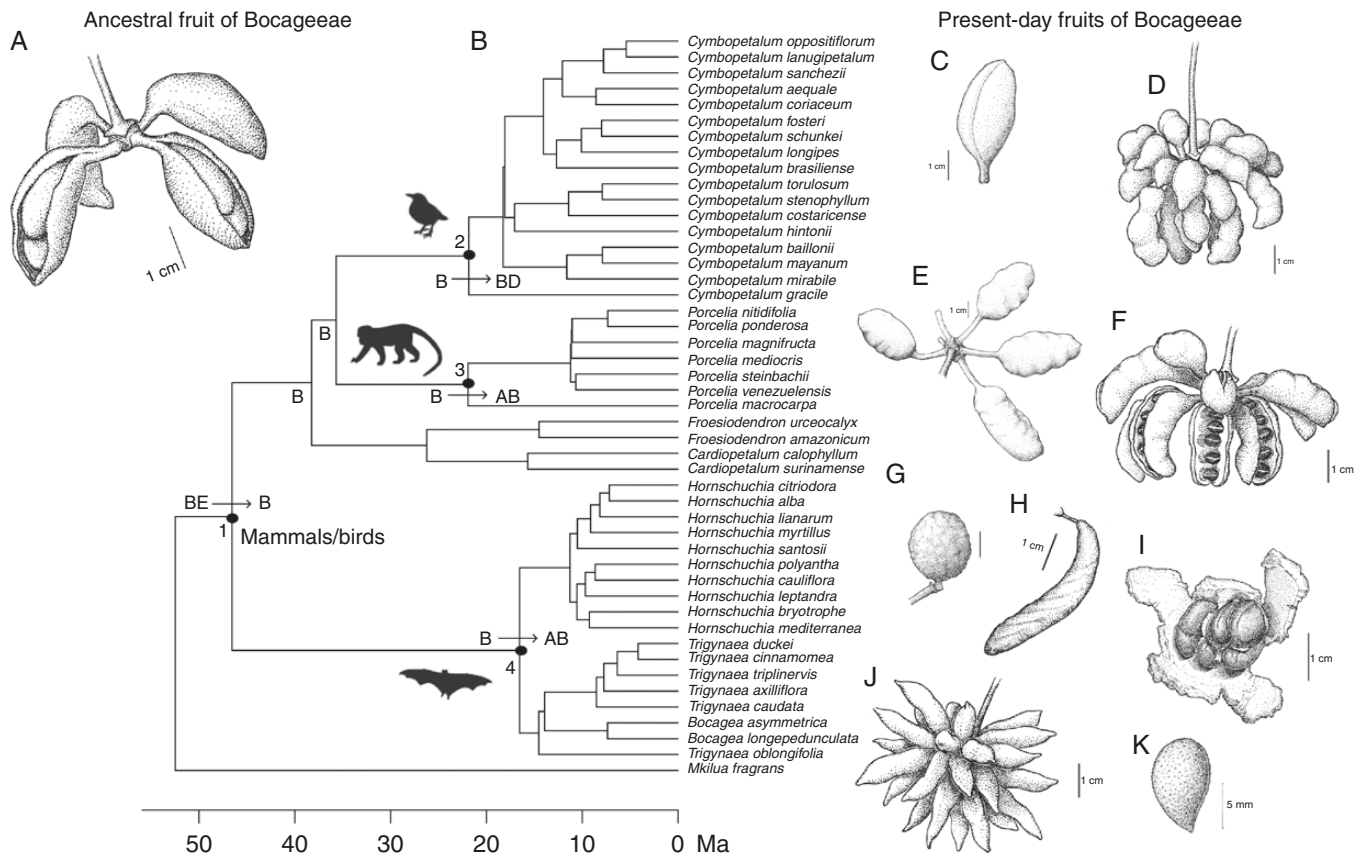 Ancestral fruit of Bocageeae
Present-day fruits of Bocageeae
A
1 cm
B
Cymbopetalum oppositiflorum
Cymbopetalum lanugipetalum
Cymbopetalum sanchezii
Cymbopetalum aequale
Cymbopetalum coriaceum
Cymbopetalum fosteri
Cymbopetalum schunkei
Cymbopetalum longipes
Cymbopetalum brasiliense
Cymbopetalum torulosum
Cymbopetalum stenophyllum
Cymbopetalum costaricense
Cymbopetalum hintonii
Cymbopetalum baillonii
Cymbopetalum mayanum
Cymbopetalum mirabile
Cymbopetalum gracile
Porcelia nitidifolia
Porcelia ponderosa
Porcelia magnifructa
Porcelia mediocris
Porcelia steinbachii
Porcelia venezuelensis
Porcelia macrocarpa
Froesiodendron urceocalyx
Froesiodendron amazonicum
Cardiopetalum calophyllum
Cardiopetalum surinamense
Hornschuchia citriodora
Hornschuchia alba
Hornschuchia lianarum
Hornschuchia myrtillus
Hornschuchia santosii
Hornschuchia polyantha
Hornschuchia cauliflora
Hornschuchia leptandra
Hornschuchia bryotrophe
Hornschuchia mediterranea
Trigynaea duckei
Trigynaea cinnamomea
Trigynaea triplinervis
Trigynaea axilliflora
Trigynaea caudata
Bocagea asymmetrica
Bocagea longepedunculata
Trigynaea oblongifolia
Mkilua fragrans
2
B → BD
B
3
B → AB
B
BE → B
1
Mammals/birds
B → AB
4
50 40 30 20 10 0 Ma
C
1 cm
D
1 cm
E
1 cm
F
1 cm
G
H
1 cm
I
1 cm
J
1 cm
K
5 mm